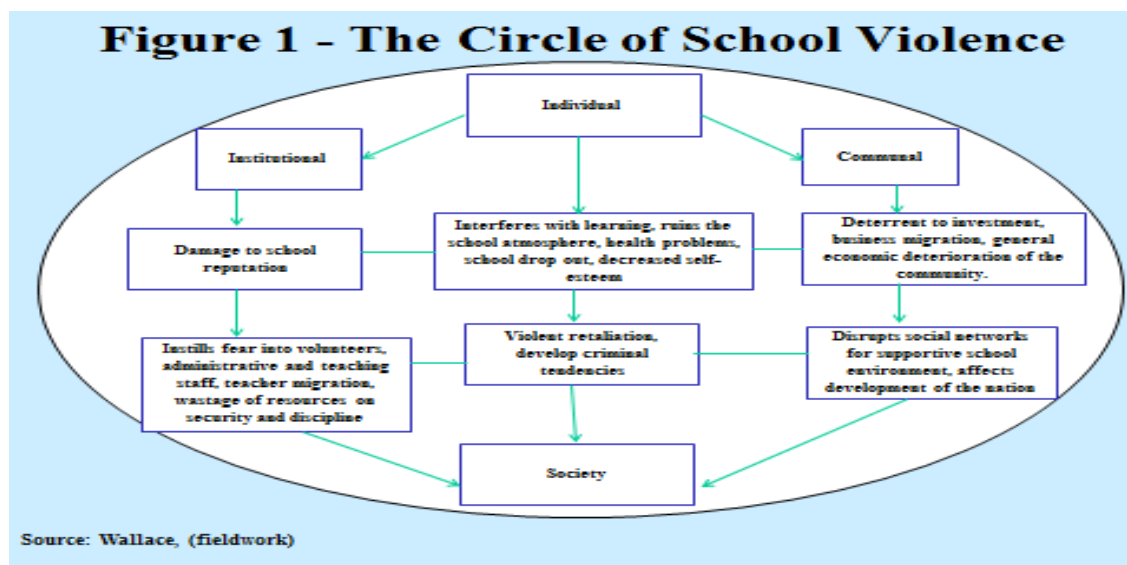 Figure 1 - The Circle of School Violence
Individual
Institutional
Communal
Damage to school
reputation
Interferes with learning, ruins the
school atmosphere, health problems,
school drop out, decreased self-
esteem
Deterrent to investment,
business migration, general
economic deterioration of the
community.
Instills fear into volunteers,
administrative and teaching
staff, teacher migration,
wastage of resources on
security and discipline
Violent retaliation,
develop criminal
tendencies
Disrupts social networks
for supportive school
environment, affects
development of the nation
Society
Source: Wallace, (fieldwork)